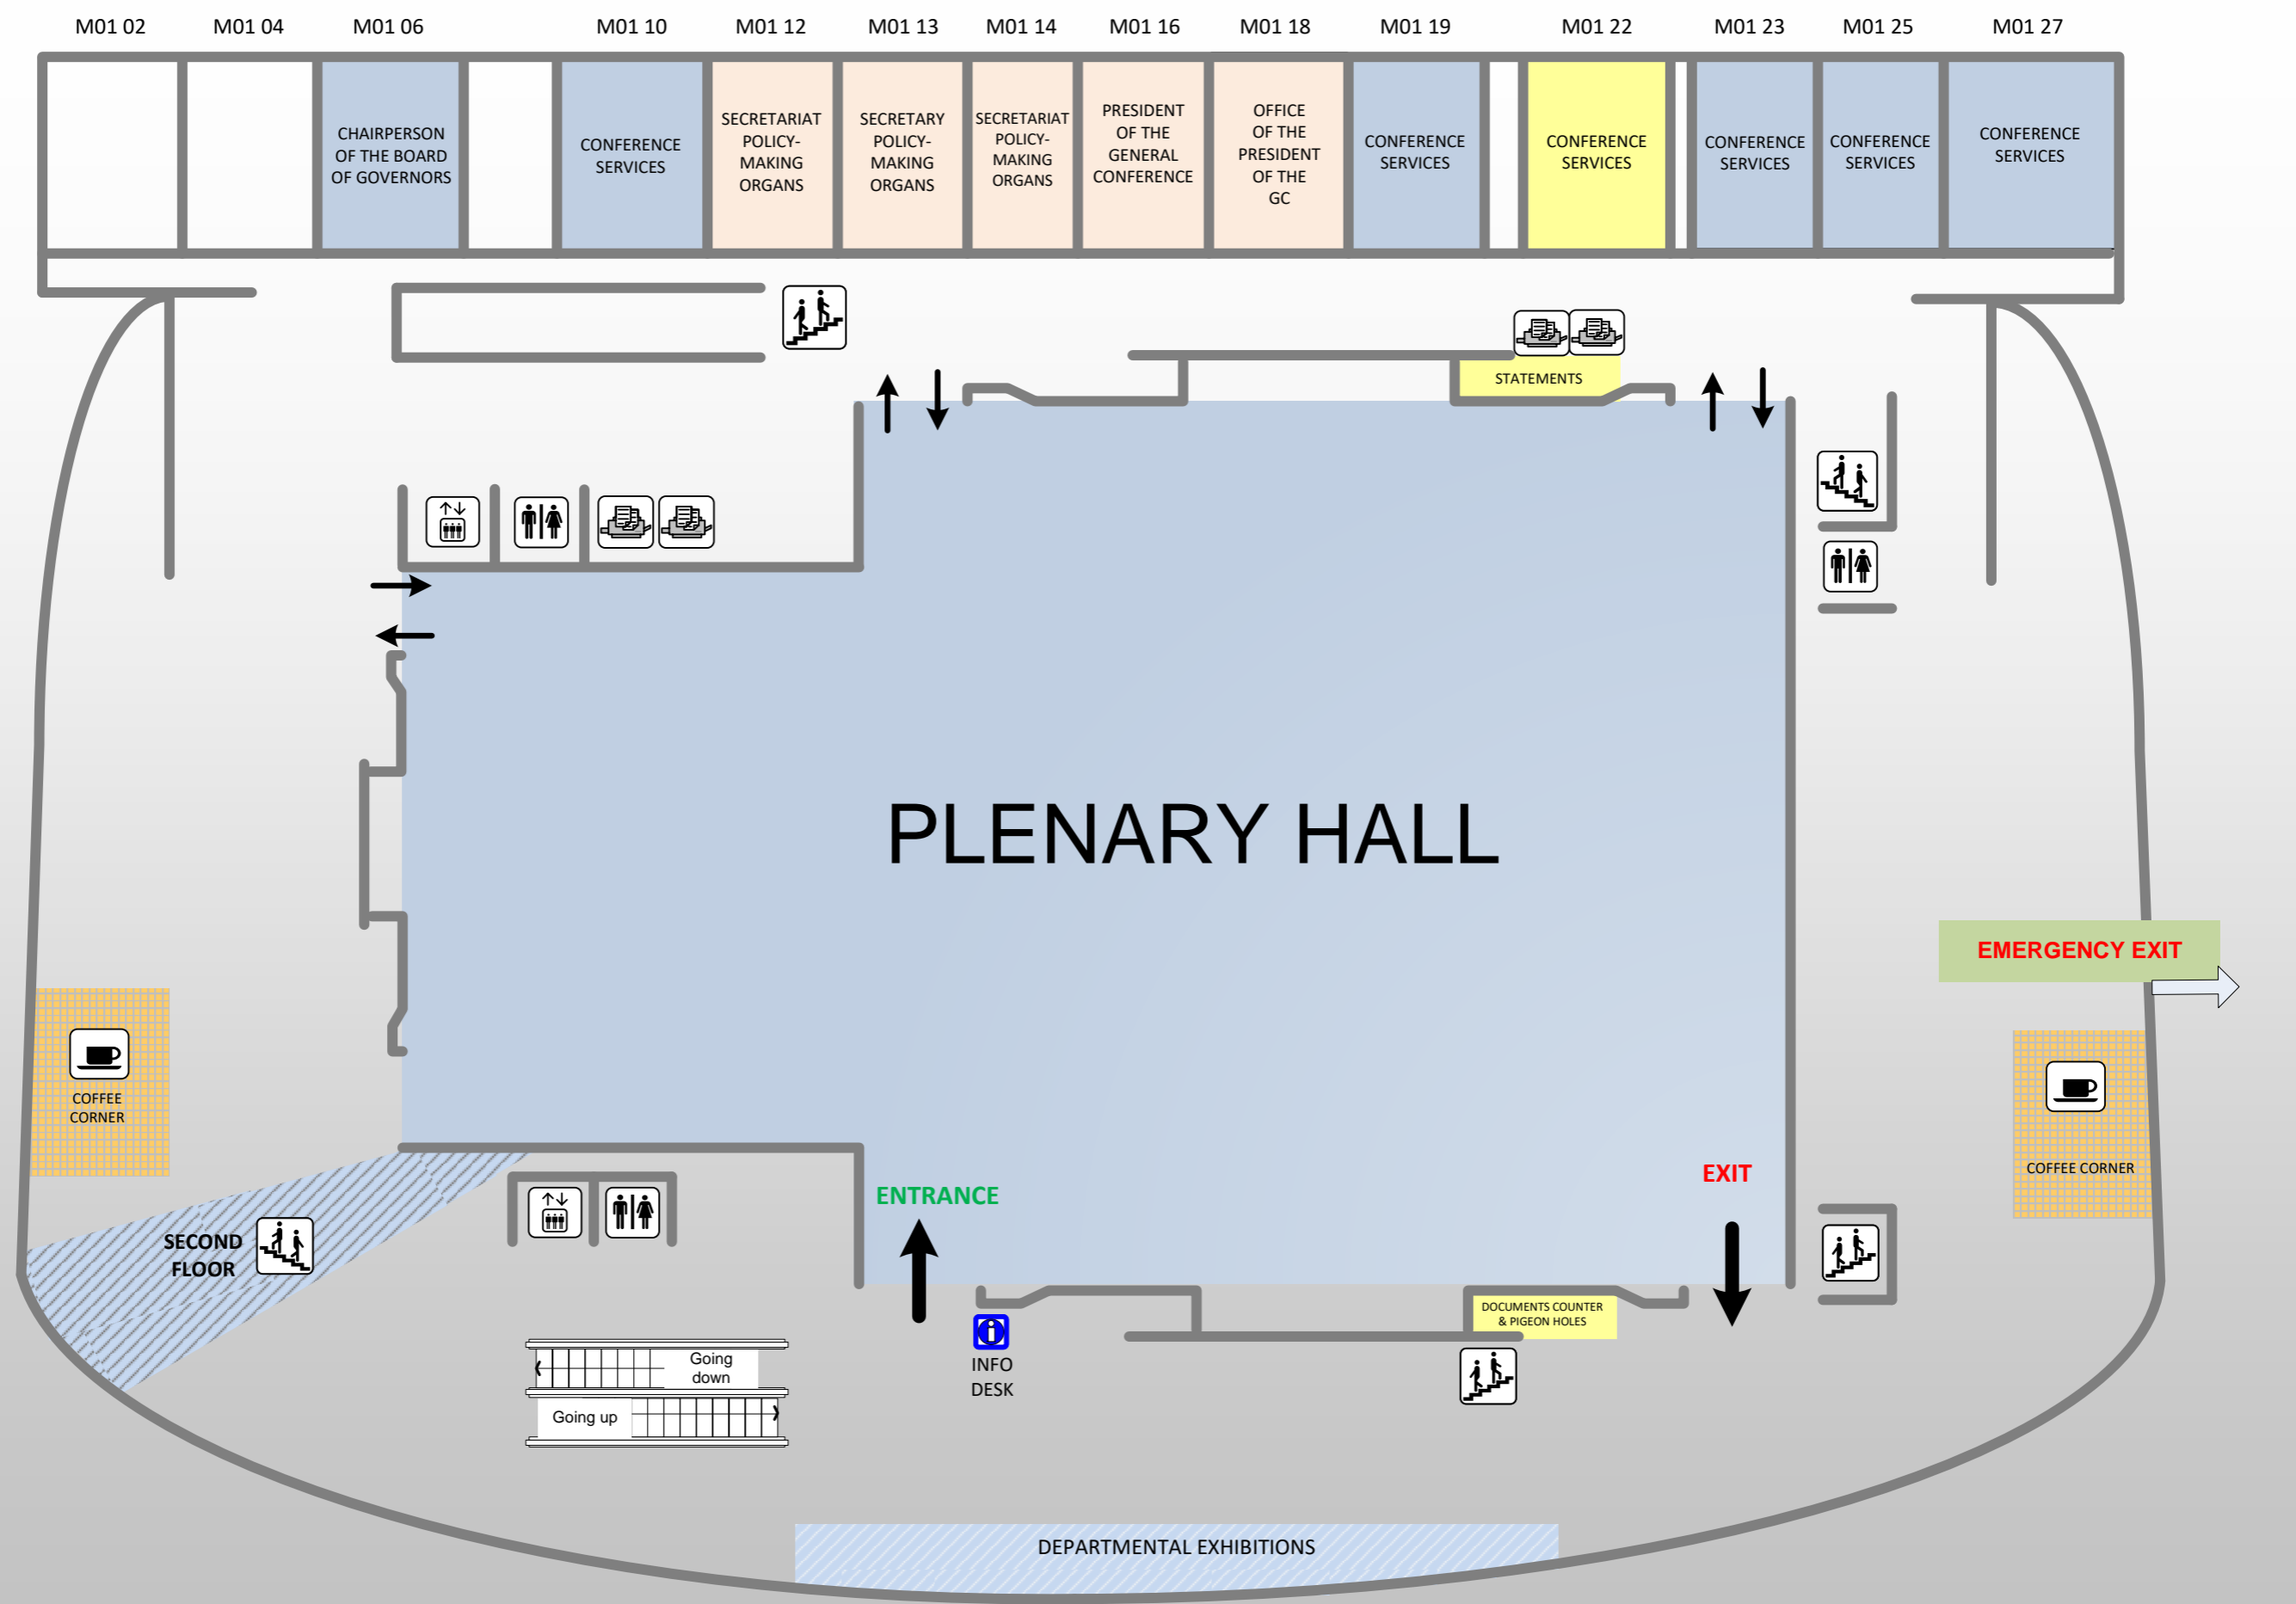 M01 02
M01 04
M01 06
M01 10
M01 12
M01 13
M01 14
M01 16
M01 18
M01 19
M01 22
M01 23
M01 25
M01 27
CHAIRPERSON
OF THE BOARD
OF GOVERNORS
CONFERENCE
SERVICES
SECRETARIAT
POLICY-
MAKING
ORGANS
SECRETARY
POLICY-
MAKING
ORGANS
SECRETARIAT
POLICY-
MAKING
ORGANS
PRESIDENT
OF THE
GENERAL
CONFERENCE
OFFICE
OF THE
PRESIDENT
OF THE
GC
CONFERENCE
SERVICES
CONFERENCE
SERVICES
CONFERENCE
SERVICES
CONFERENCE
SERVICES
CONFERENCE
SERVICES
STATEMENTS
PLENARY HALL
EMERGENCY EXIT
COFFEE
CORNER
COFFEE CORNER
ENTRANCE
EXIT
SECOND
FLOOR
DOCUMENTS COUNTER
& PIGEON HOLES
INFO
DESK
Going
down
Going up
DEPARTMENTAL EXHIBITIONS